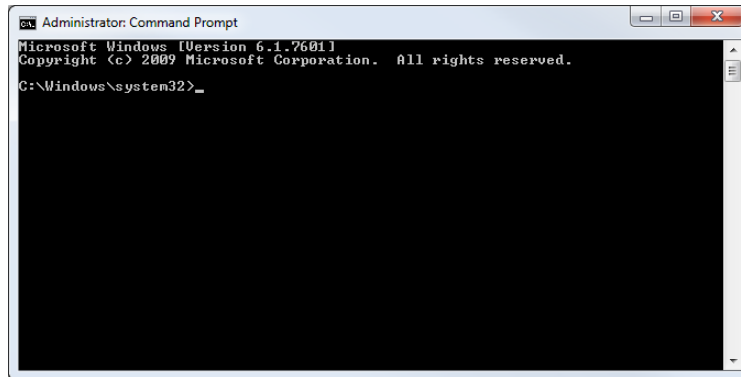 Administrator: Command Prompt
Microsoft Windows [Version 6.1.7601]
Copyright (c) 2009 Microsoft Corporation.  All rights reserved.
C:\Windows\system32>_